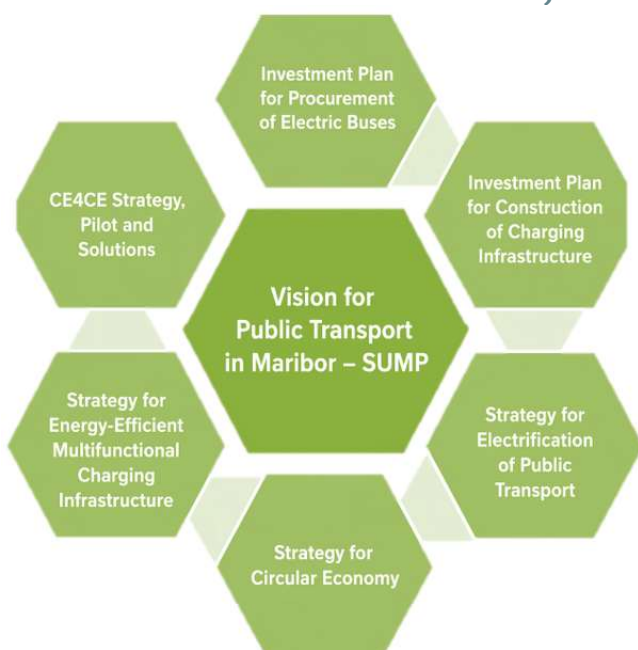 Investment Plan
for Procurement
of Electric Buses
CE4CE Strategy,
Pilot and
Solutions
Investment Plan
for Construction
of Charging
Infrastructure
Vision for
Public Transport
in Maribor – SUMP
Strategy for
Energy-Efficient
Multifunctional
Charging
Infrastructure
Strategy for
Electrification
of Public
Transport
Strategy for
Circular Economy